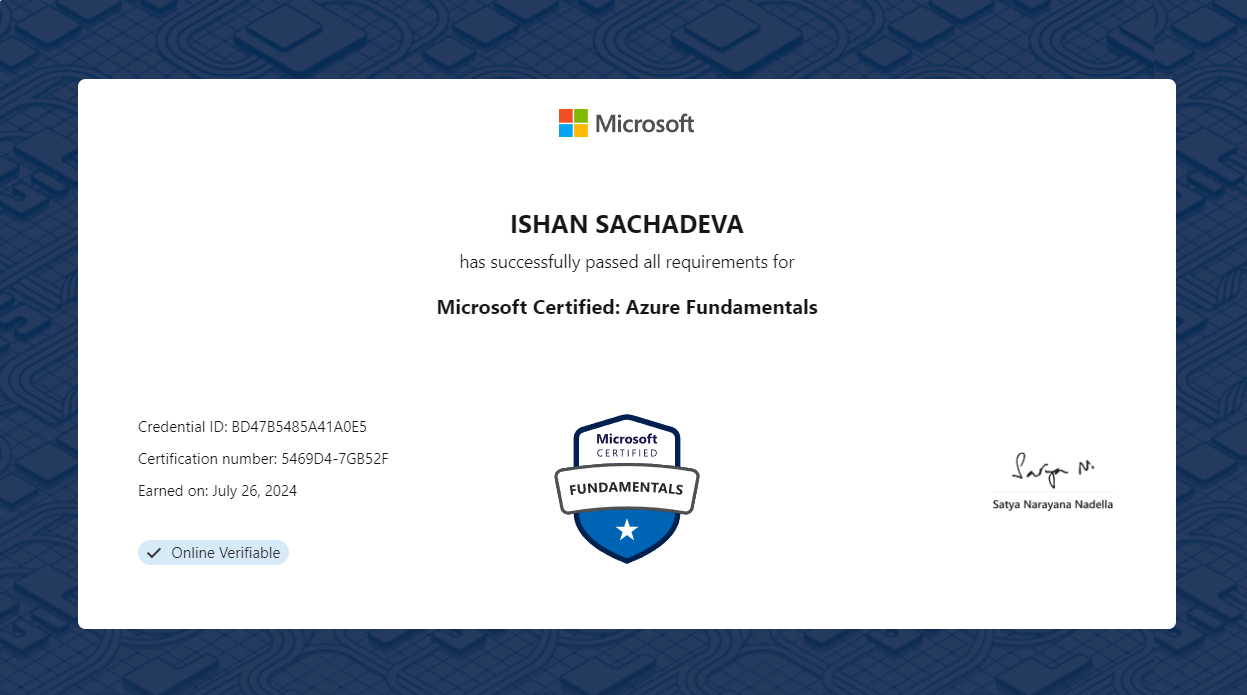 Microsoft
ISHAN SACHADEVA
has successfully passed all requirements for
Microsoft Certified: Azure Fundamentals
Credential ID: BD47B5485A41A0E5
Certification number: 5469D4-7GB52F
Earned on: July 26, 2024
Online Verifiable
Microsoft
CERTIFIED
FUNDAMENTALS
Satya N.
Satya Narayana Nadella